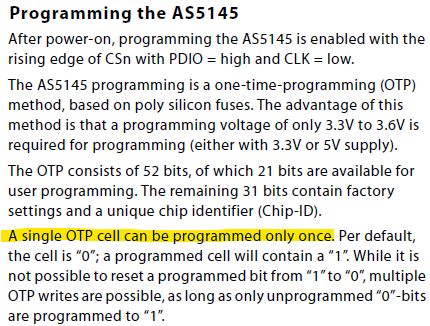 Programming the AS5145
After power-on, programming the AS5145 is enabled with the
rising edge of CSn with PDIO = high and CLK = low.
The AS5145 programming is a one-time-programming (OTP)
method, based on poly silicon fuses. The advantage of this
method is that a programming voltage of only 3.3V to 3.6V is
required for programming (either with 3.3V or 5V supply).
The OTP consists of 52 bits, of which 21 bits are available for
user programming. The remaining 31 bits contain factory
settings and a unique chip identifier (Chip-ID).
A single OTP cell can be programmed only once. Per default,
the cell is “0”; a programmed cell will contain a “1”. While it is
not possible to reset a programmed bit from “1” to “0”, multiple
OTP writes are possible, as long as only unprogrammed “0”-bits
are programmed to “1”.